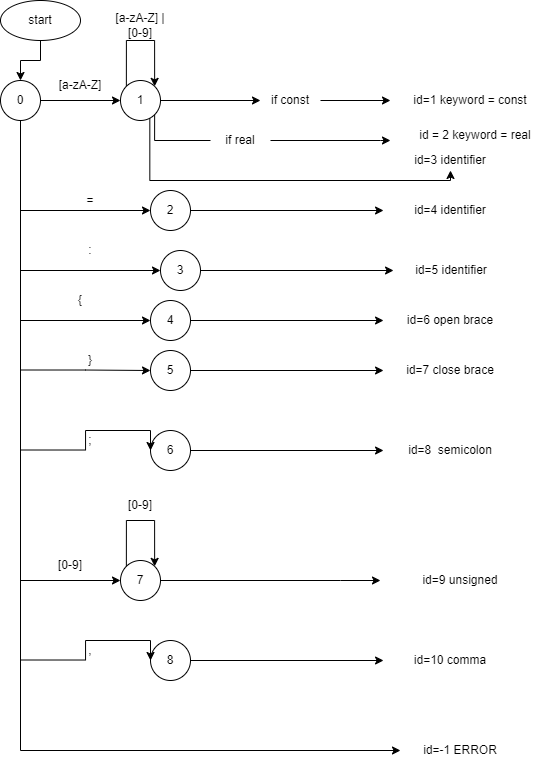 start
[a-zA-Z] |
[0-9]
[a-zA-Z]
0
1
if const
id=1 keyword = const
if real
id = 2 keyword = real
id=3 identifier
=
2
id=4 identifier
:
3
id=5 identifier
{
4
id=6 open brace
}
5
id=7 close brace
;
6
id=8 semicolon
[0-9]
[0-9]
7
id=9 unsigned
,
8
id=10 comma
id=-1 ERROR